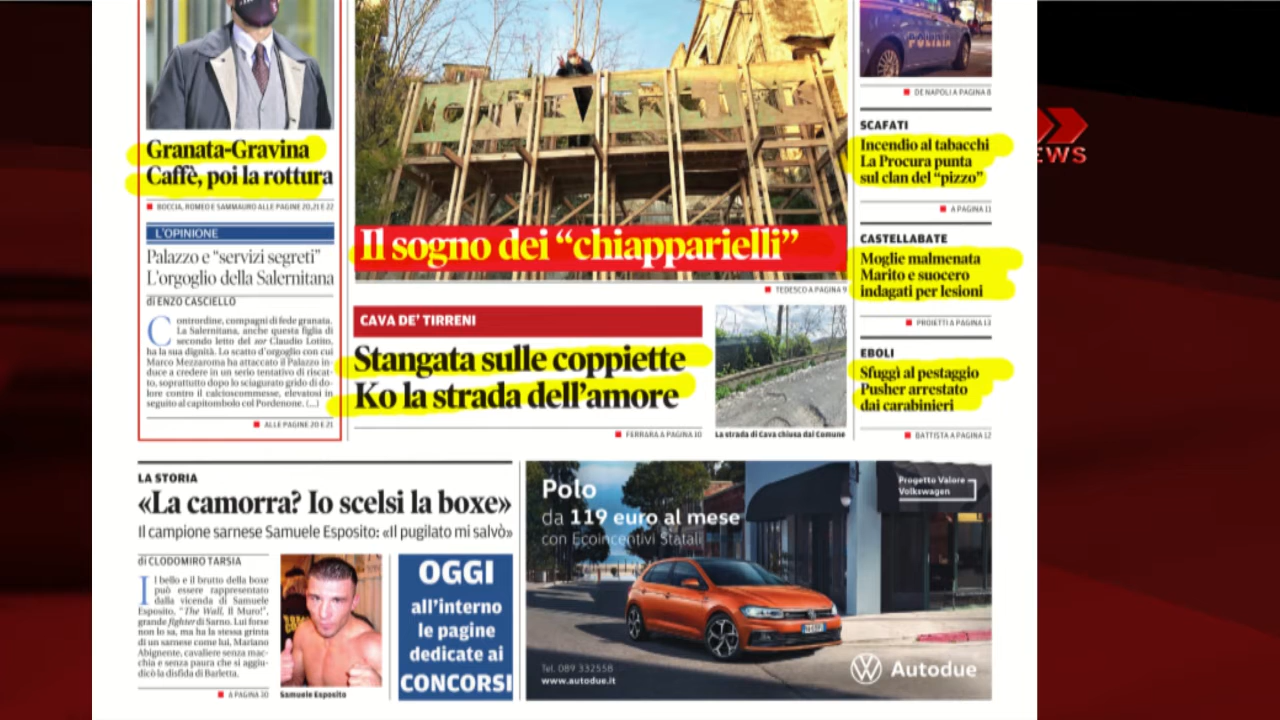 Granata-Gravina
Caffè, poi la rottura
BOCCIA, ROMEO E SAMMAURO ALLE PAGINE 20,21 E 22
L'OPINIONE
Palazzo e “servizi segreti”
L'orgoglio della Salernitana
di ENZO CASCIELLO
Contrordine, compagni di fede granata.
La Salernitana, anche questa figlia di
secondo letto del sor Claudio Lotito,
ha la sua dignità. Lo scatto d'orgoglio con cui
Marco Mezzaroma ha attaccato il Palazzo in-
duce a credere in un serio tentativo di riscat-
to, soprattutto dopo lo sciagurato grido di do-
lore contro il calcioscommesse, elevatosi in
seguito al capitombolo col Pordenone. (...)
ALLE PAGINE 20 E 21
MONTE VERGINE
Il sogno dei “chiapparielli”
TEDESCO A PAGINA 9
CAVA DE' TIRRENI
Stangata sulle coppiette
Ko la strada dell'amore
FERRARA A PAGINA 10
La strada di Cava chiusa dal Comune
POLIZIA
DE NAPOLI A PAGINA 8
SCAFATI
Incendio al tabacchi
La Procura punta
sul clan del “pizzo”
A PAGINA 11
CASTELLABATE
Moglie malmenata
Marito e suocero
indagati per lesioni
PROIETTI A PAGINA 13
EBOLI
Sfuggì al pestaggio
Pusher arrestato
dai carabinieri
BATTISTA A PAGINA 12
LA STORIA
«La camorra? Io scelsi la boxe»
Il campione sarnese Samuele Esposito: «Il pugilato mi salvò»
di CLODOMIRO TARSIA
Il bello e il brutto della boxe
può essere rappresentato
dalla vicenda di Samuele
Esposito, “The Wall, Il Muro!”,
grande fighter di Sarno. Lui forse
non lo sa, ma ha la stessa grinta
di un sarnese come lui, Mariano
Abignente, cavaliere senza mac-
chia e senza paura che si aggiu-
dicò la disfida di Barletta.
A PAGINA 30
Samuele Esposito
OGGI
all'interno
le pagine
dedicate ai
CONCORSI
Polo
da 119 euro al mese
con Ecoincentivi Statali
Progetto Valore
Volkswagen
Tel. 089 332558
www.autodue.it
Autodue
EWS